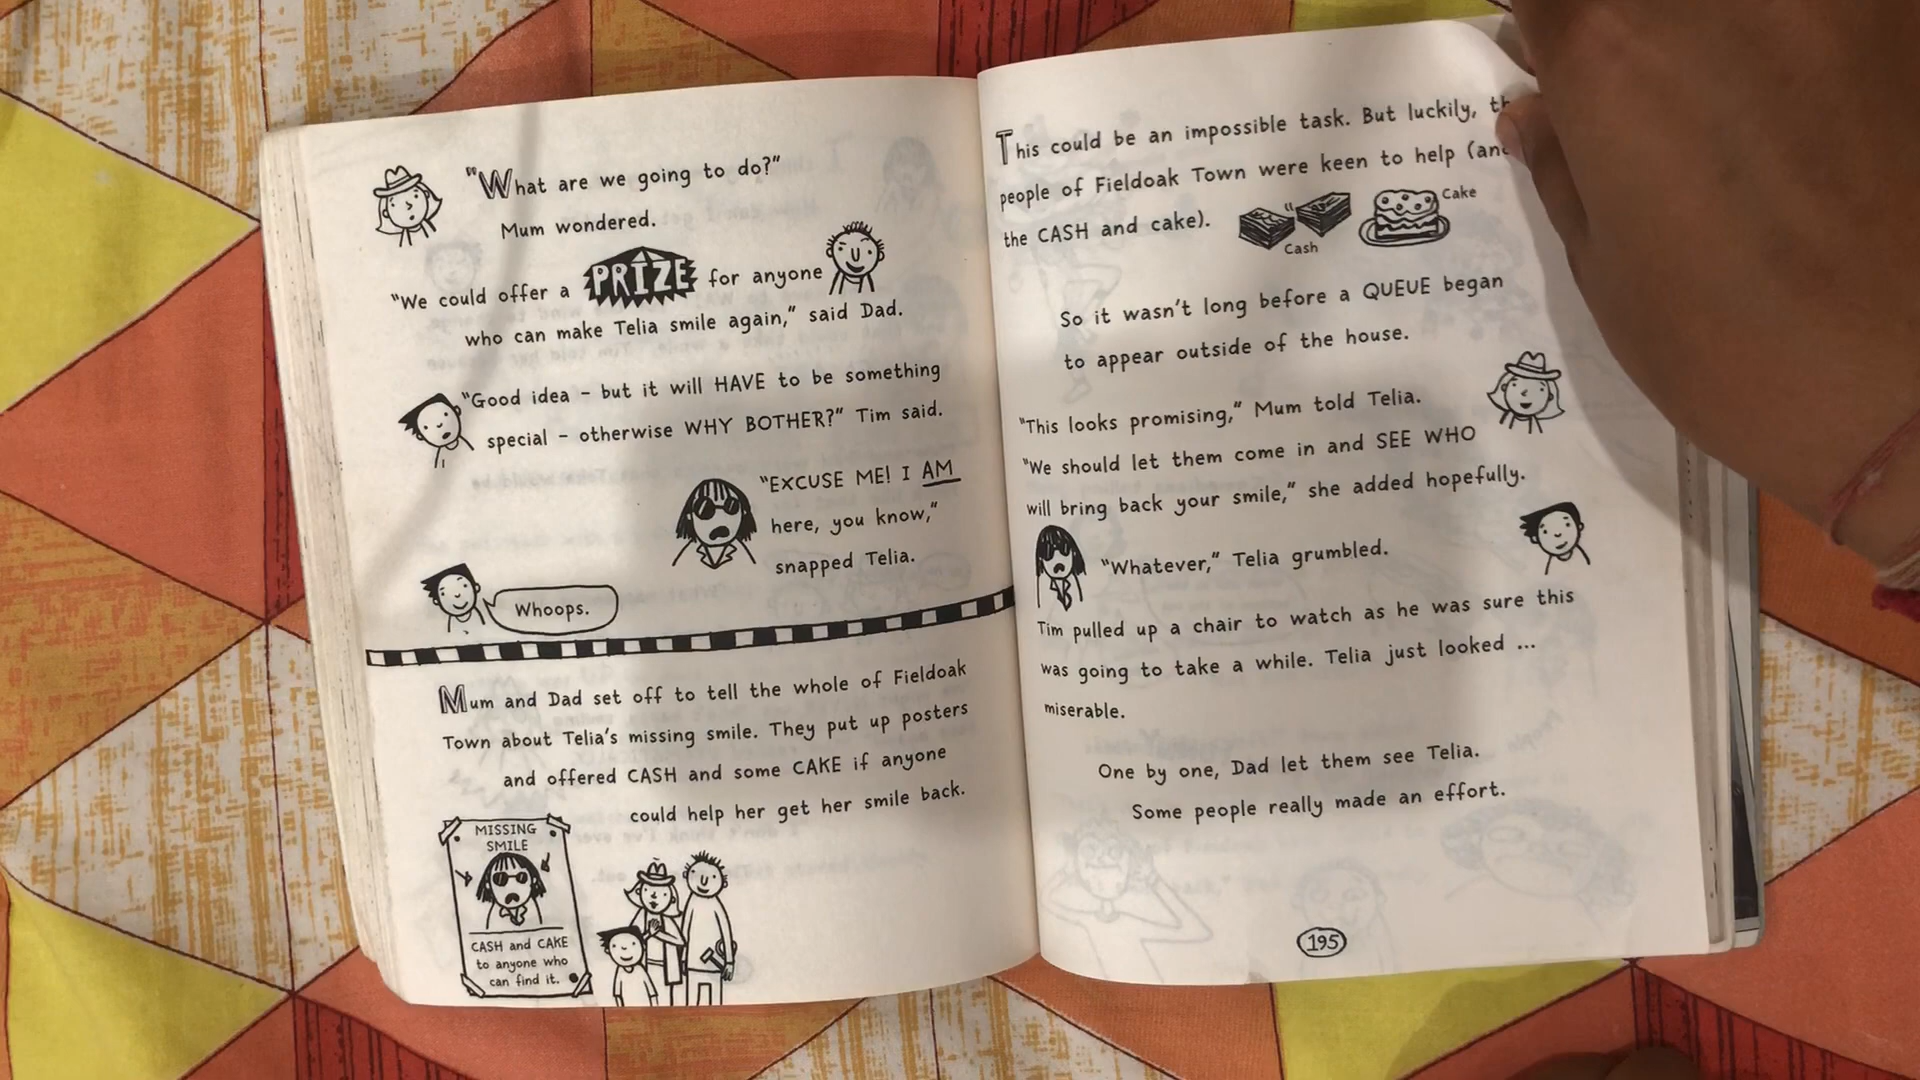 "What are we going to do?"
Mum wondered.
"We could offer a PRIZE for anyone
who can make Telia smile again," said Dad.
"Good idea – but it will HAVE to be something
special – otherwise WHY BOTHER?" Tim said.
"EXCUSE ME! I AM
here, you know,"
snapped Telia.
Whoops.
Mum and Dad set off to tell the whole of Fieldoak
Town about Telia's missing smile. They put up posters
and offered CASH and some CAKE if anyone
could help her get her smile back.
MISSING
SMILE
CASH and CAKE
to anyone who
can find it.
This could be an impossible task. But luckily,
people of Fieldoak Town were keen to help (and
the CASH and cake).
Cake
Cash
So it wasn't long before a QUEUE began
to appear outside of the house.
"This looks promising," Mum told Telia.
"We should let them come in and SEE WHO
will bring back your smile," she added hopefully.
"Whatever," Telia grumbled.
Tim pulled up a chair to watch as he was sure this
was going to take a while. Telia just looked ...
miserable.
One by one, Dad let them see Telia.
Some people really made an effort.
195